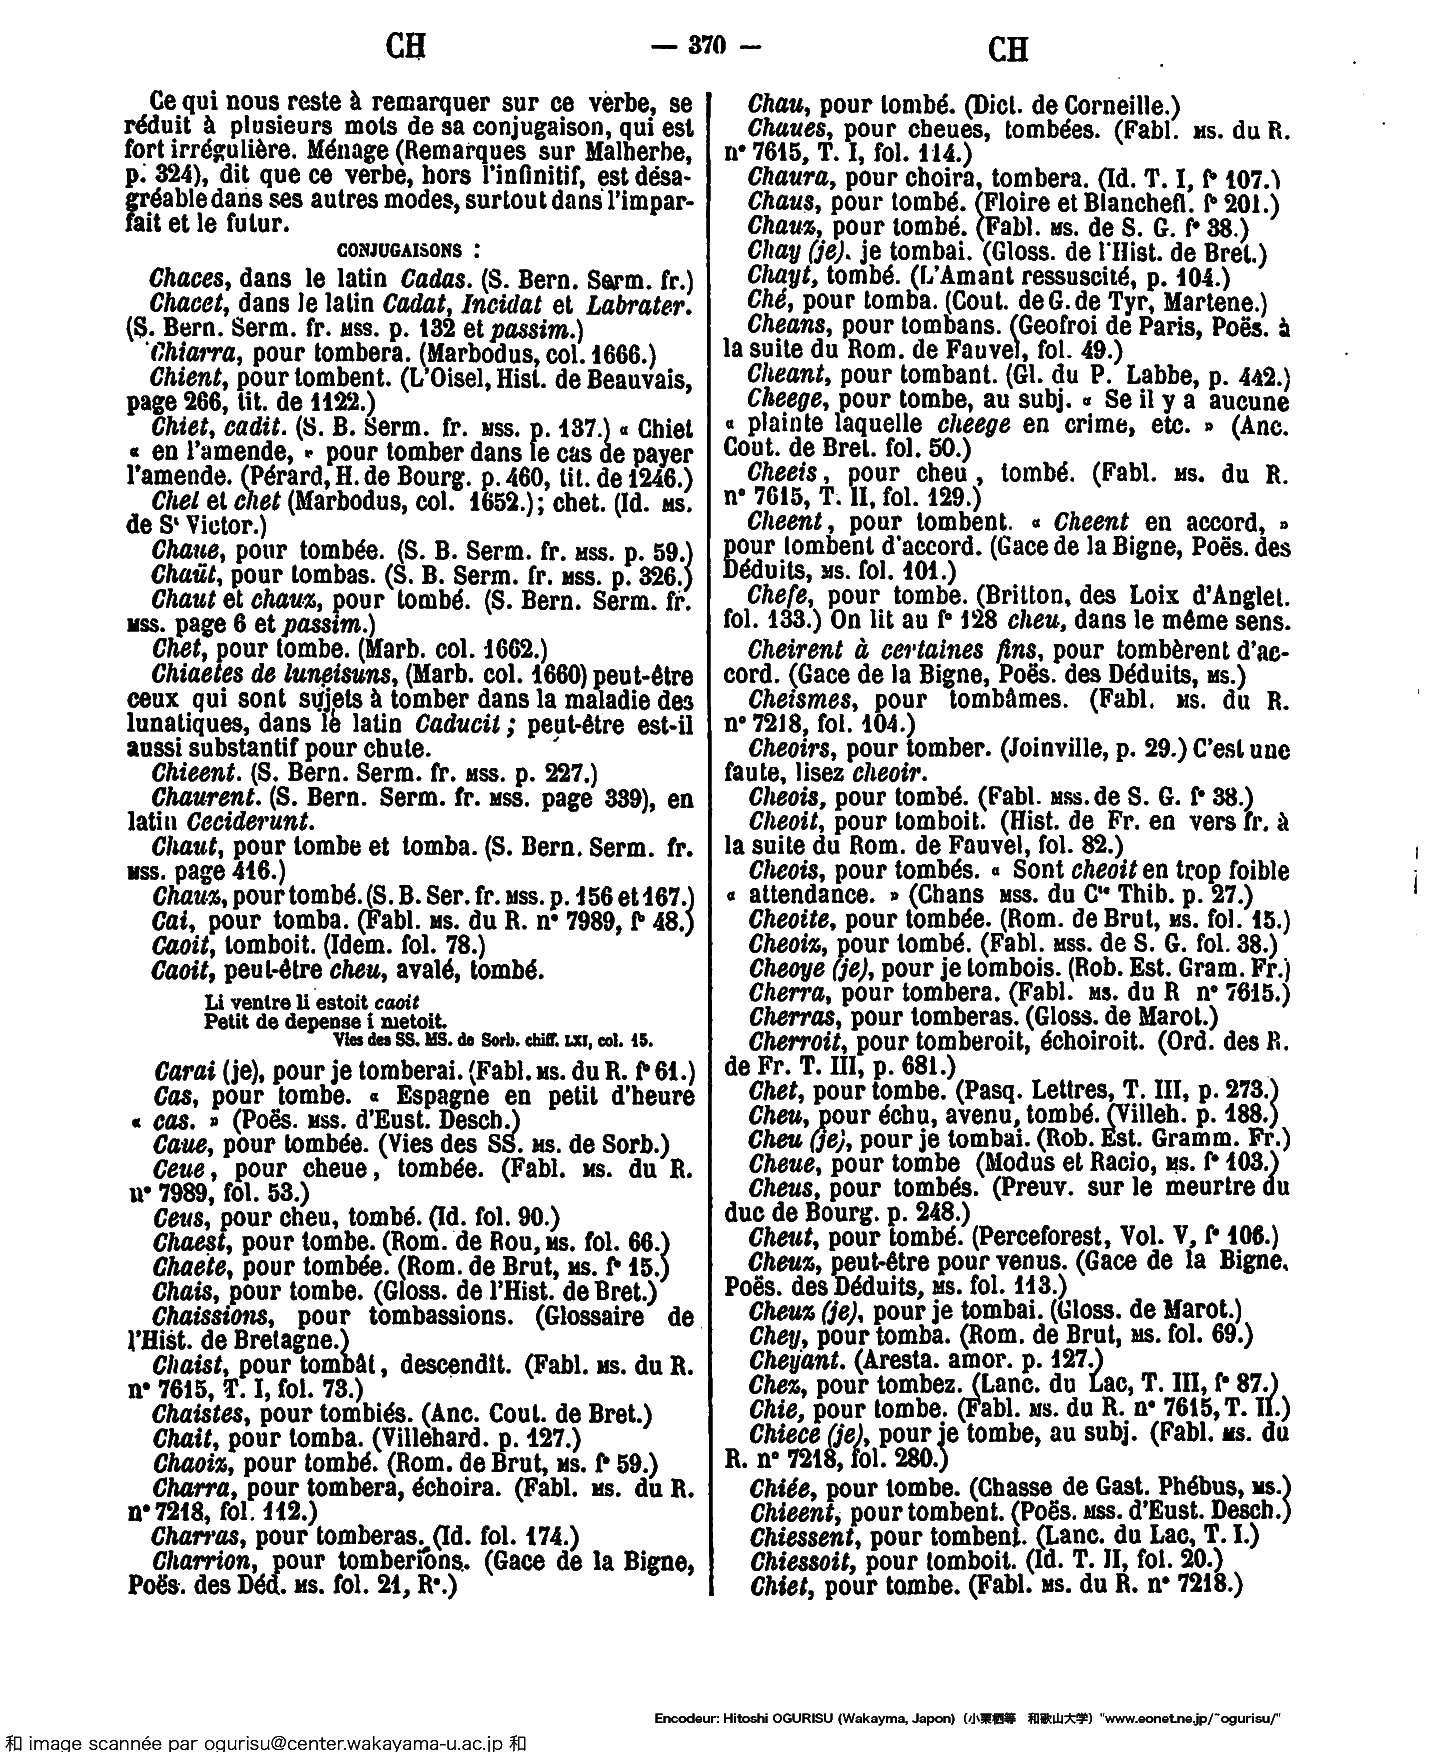 CH — 370 — CH
Ce qui nous reste à remarquer sur ce verbe, se
réduit à plusieurs mots de sa conjugaison, qui est
fort irrégulière. Ménage (Remarques sur Malherbe,
p. 324), dit que ce verbe, hors l'infinitif, est désa-
gréable dans ses autres modes, surtout dans l'impar-
fait et le futur.
CONJUGAISONS :
Chaces, dans le latin Cadas. (S. Bern. Serm. fr.)
Chacet, dans le latin Cadat, Incidat et Labrater.
(S. Bern. Serm. fr. MSS. p. 132 et passim.)
Chiarra, pour tombera. (Marbodus, col. 1666.)
Chient, pour tombent. (L'Oisel, Hist. de Beauvais,
page 266, tit. de 1122.)
Chiet, cadit. (S. B. Serm. fr. MSS. p. 137.) « Chiet
« en l'amende, » pour tomber dans le cas de payer
l'amende. (Pérard, H. de Bourg. p. 460, tit. de 1246.)
Chel et chet (Marbodus, col. 1652.); chet. (Id. MS.
de St Victor.)
Chaue, pour tombée. (S. B. Serm. fr. MSS. p. 59.)
Chaüt, pour tombas. (S. B. Serm. fr. MSS. p. 326.)
Chaut et chauz, pour tombé. (S. Bern. Serm. fr.
MSS. page 6 et passim.)
Chet, pour tombe. (Marb. col. 1662.)
Chiaetes de luneisuns, (Marb. col. 1660) peut-être
ceux qui sont sujets à tomber dans la maladie des
lunatiques, dans le latin Caducit; peut-être est-il
aussi substantif pour chute.
Chieent. (S. Bern. Serm. fr. MSS. p. 227.)
Chaurent. (S. Bern. Serm. fr. MSS. page 339), en
latin Ceciderunt.
Chaut, pour tombe et tomba. (S. Bern. Serm. fr.
MSS. page 416.)
Chauz, pour tombé. (S. B. Ser. fr. MSS. p. 156 et 167.)
Cai, pour tomba. (Fabl. MS. du R. n° 7989, f° 48.)
Caoit, tomboit. (Idem. fol. 78.)
Caoit, peut-être cheu, avalé, tombé.
Li ventre li estoit caoit
Petit de depense i metoit.
Vies des SS. MS. de Sorb. chiff. LXI, col. 15.
Carai (je), pour je tomberai. (Fabl. MS. du R. f° 61.)
Cas, pour tombe. « Espagne en petit d'heure
« cas. » (Poës. MSS. d'Eust. Desch.)
Caue, pour tombée. (Vies des SS. MS. de Sorb.)
Ceue, pour cheue, tombée. (Fabl. MS. du R.
n° 7989, fol. 53.)
Ceus, pour cheu, tombé. (Id. fol. 90.)
Chaest, pour tombe. (Rom. de Rou, MS. fol. 66.)
Chaete, pour tombée. (Rom. de Brut, MS. f° 15.)
Chais, pour tombe. (Gloss. de l'Hist. de Bret.)
Chaissions, pour tombassions. (Glossaire de
l'Hist. de Bretagne.)
Chaist, pour tombât, descendît. (Fabl. MS. du R.
n° 7615, T. I, fol. 73.)
Chaistes, pour tombiés. (Anc. Cout. de Bret.)
Chait, pour tomba. (Villehard. p. 127.)
Chaoiz, pour tombé. (Rom. de Brut, MS. f° 59.)
Charra, pour tombera, échoira. (Fabl. MS. du R.
n° 7218, fol. 112.)
Charras, pour tomberas. (Id. fol. 174.)
Charrion, pour tomberions. (Gace de la Bigne,
Poës. des Déd. MS. fol. 21, R°.)
Chau, pour tombé. (Dict. de Corneille.)
Chaues, pour cheues, tombées. (Fabl. MS. du R.
n° 7615, T. I, fol. 114.)
Chaura, pour choira, tombera. (Id. T. I, f° 107.)
Chaus, pour tombé. (Floire et Blanchefl. f° 201.)
Chauz, pour tombé. (Fabl. MS. de S. G. f° 38.)
Chay (je). je tombai. (Gloss. de l'Hist. de Bret.)
Chayt, tombé. (L'Amant ressuscité, p. 104.)
Ché, pour tomba. (Cout. de G. de Tyr, Martene.)
Cheans, pour tombans. (Geofroi de Paris, Poës. à
la suite du Rom. de Fauvel, fol. 49.)
Cheant, pour tombant. (Gl. du P. Labbe, p. 442.)
Cheege, pour tombe, au subj. « Se il y a aucune
« plainte laquelle cheege en crime, etc. » (Anc.
Cout. de Bret. fol. 50.)
Cheeis, pour cheu, tombé. (Fabl. MS. du R.
n° 7615, T. II, fol. 129.)
Cheent, pour tombent. « Cheent en accord, »
pour tombent d'accord. (Gace de la Bigne, Poës. des
Déduits, MS. fol. 101.)
Chefe, pour tombe. (Britton, des Loix d'Anglet.
fol. 133.) On lit au f° 128 cheu, dans le même sens.
Cheirent à certaines fins, pour tombèrent d'ac-
cord. (Gace de la Bigne, Poës. des Déduits, MS.)
Cheismes, pour tombâmes. (Fabl. MS. du R.
n° 7218, fol. 104.)
Cheoirs, pour tomber. (Joinville, p. 29.) C'est une
faute, lisez cheoir.
Cheois, pour tombé. (Fabl. MSS. de S. G. f° 38.)
Cheoit, pour tomboit. (Hist. de Fr. en vers fr. à
la suite du Rom. de Fauvel, fol. 82.)
Cheois, pour tombés. « Sont cheoit en trop foible
« attendance. » (Chans MSS. du Cte Thib. p. 27.)
Cheoite, pour tombée. (Rom. de Brut, MS. fol. 15.)
Cheoiz, pour tombé. (Fabl. MSS. de S. G. fol. 38.)
Cheoye (je), pour je tombois. (Rob. Est. Gram. Fr.)
Cherra, pour tombera. (Fabl. MS. du R n° 7615.)
Cherras, pour tomberas. (Gloss. de Marot.)
Cherroit, pour tomberoit, échoiroit. (Ord. des R.
de Fr. T. III, p. 681.)
Chet, pour tombe. (Pasq. Lettres, T. III, p. 273.)
Cheu, pour échu, avenu, tombé. (Villeh. p. 188.)
Cheu (je), pour je tombai. (Rob. Est. Gramm. Fr.)
Cheue, pour tombe (Modus et Racio, MS. f° 103.)
Cheus, pour tombés. (Preuv. sur le meurtre du
duc de Bourg. p. 248.)
Cheut, pour tombé. (Perceforest, Vol. V, f° 106.)
Cheuz, peut-être pour venus. (Gace de la Bigne,
Poës. des Déduits, MS. fol. 113.)
Cheuz (je), pour je tombai. (Gloss. de Marot.)
Chey, pour tomba. (Rom. de Brut, MS. fol. 69.)
Cheyant. (Aresta. amor. p. 127.)
Chez, pour tombez. (Lanc. du Lac, T. III, f° 87.)
Chie, pour tombe. (Fabl. MS. du R. n° 7615, T. II.)
Chiece (je), pour je tombe, au subj. (Fabl. MS. du
R. n° 7218, fol. 280.)
Chiée, pour tombe. (Chasse de Gast. Phébus, MS.)
Chieent, pour tombent. (Poës. MSS. d'Eust. Desch.)
Chiessent, pour tombent. (Lanc. du Lac, T. I.)
Chiessoit, pour tomboit. (Id. T. II, fol. 20.)
Chiet, pour tombe. (Fabl. MS. du R. n° 7218.)
Encodeur: Hitoshi OGURISU (Wakayma, Japon) (小栗栖等 和歌山大学) "www.eonet.ne.jp/~ogurisu/"
和 image scannée par ogurisu@center.wakayama-u.ac.jp 和